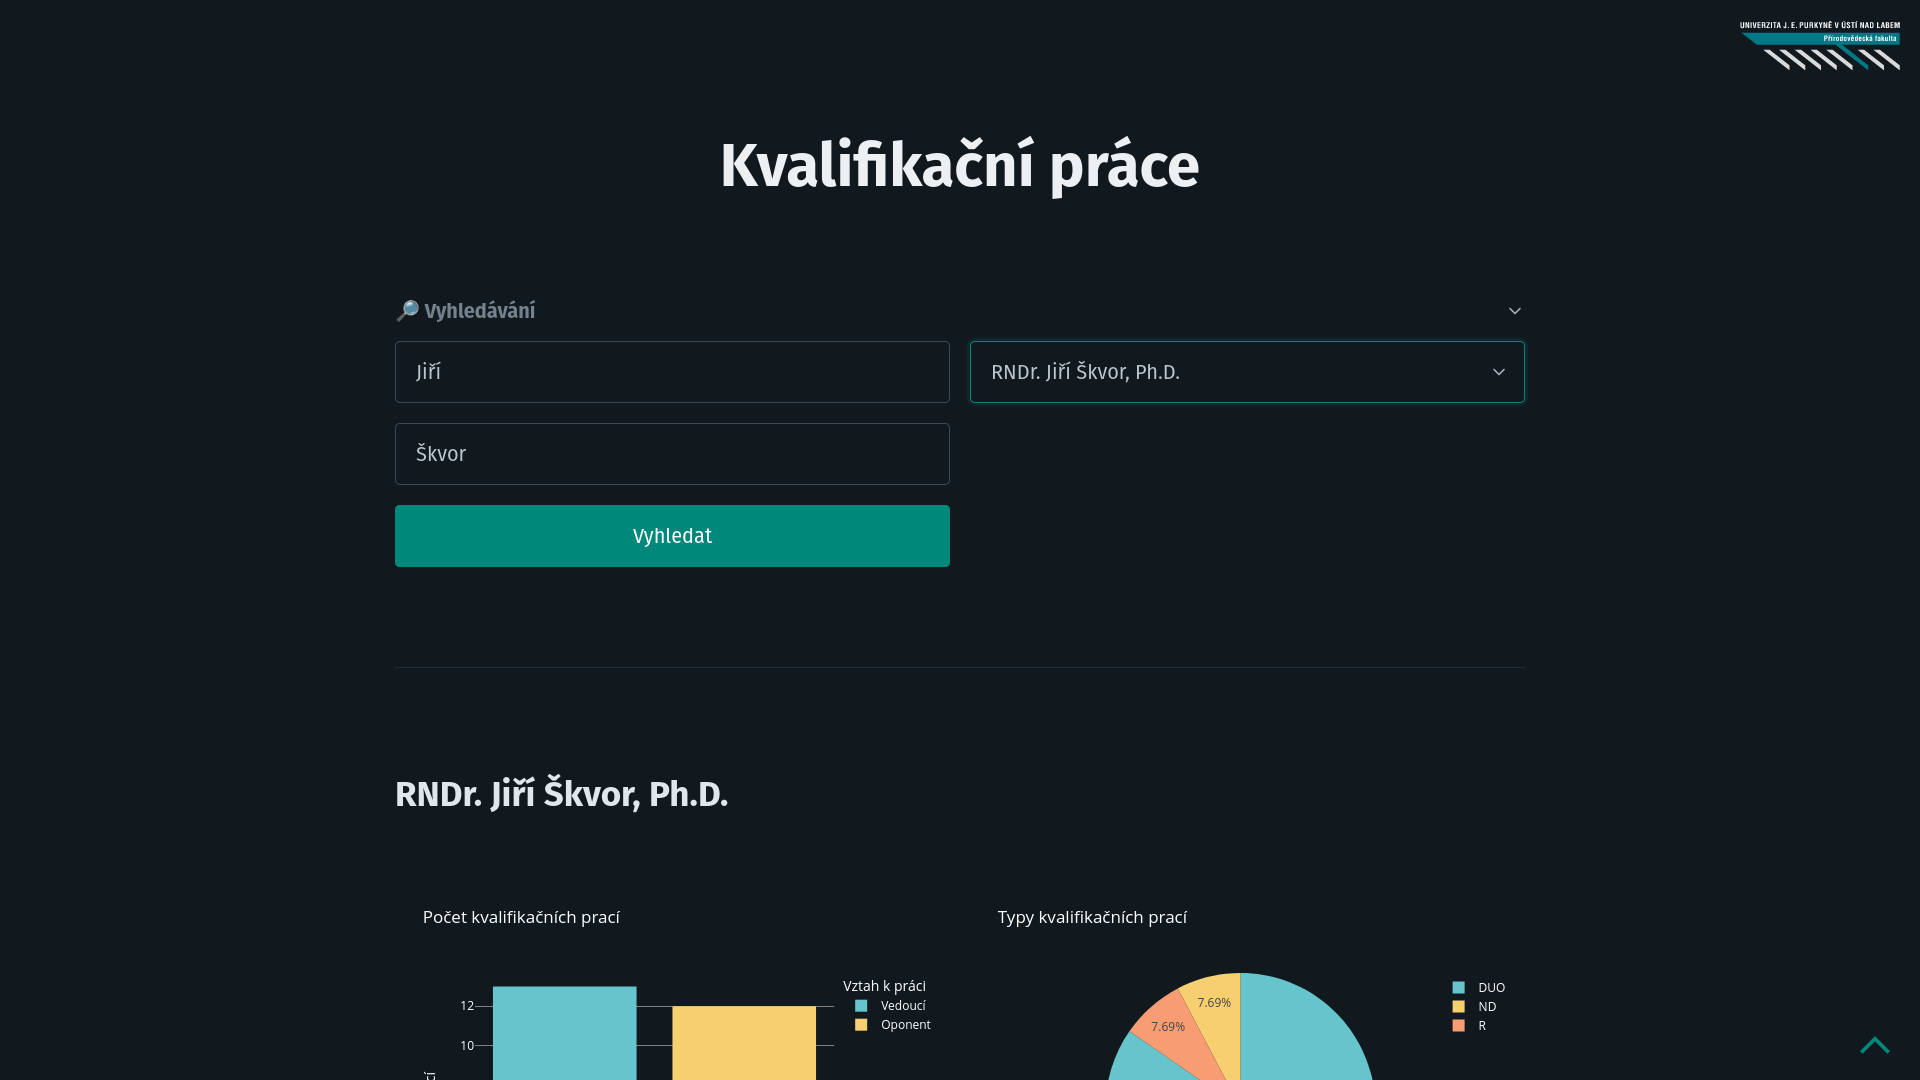 UNIVERZITA J. E. PURKYNĚ V ÚSTÍ NAD LABEM
Přírodovědecká fakulta
Kvalifikační práce
🔎 Vyhledávání
Jiří
RNDr. Jiří Škvor, Ph.D.
Škvor
Vyhledat
RNDr. Jiří Škvor, Ph.D.
Počet kvalifikačních prací
Typy kvalifikačních prací
Vztah k práci
Vedoucí
Oponent
12
10
7.69%
7.69%
DUO
ND
R